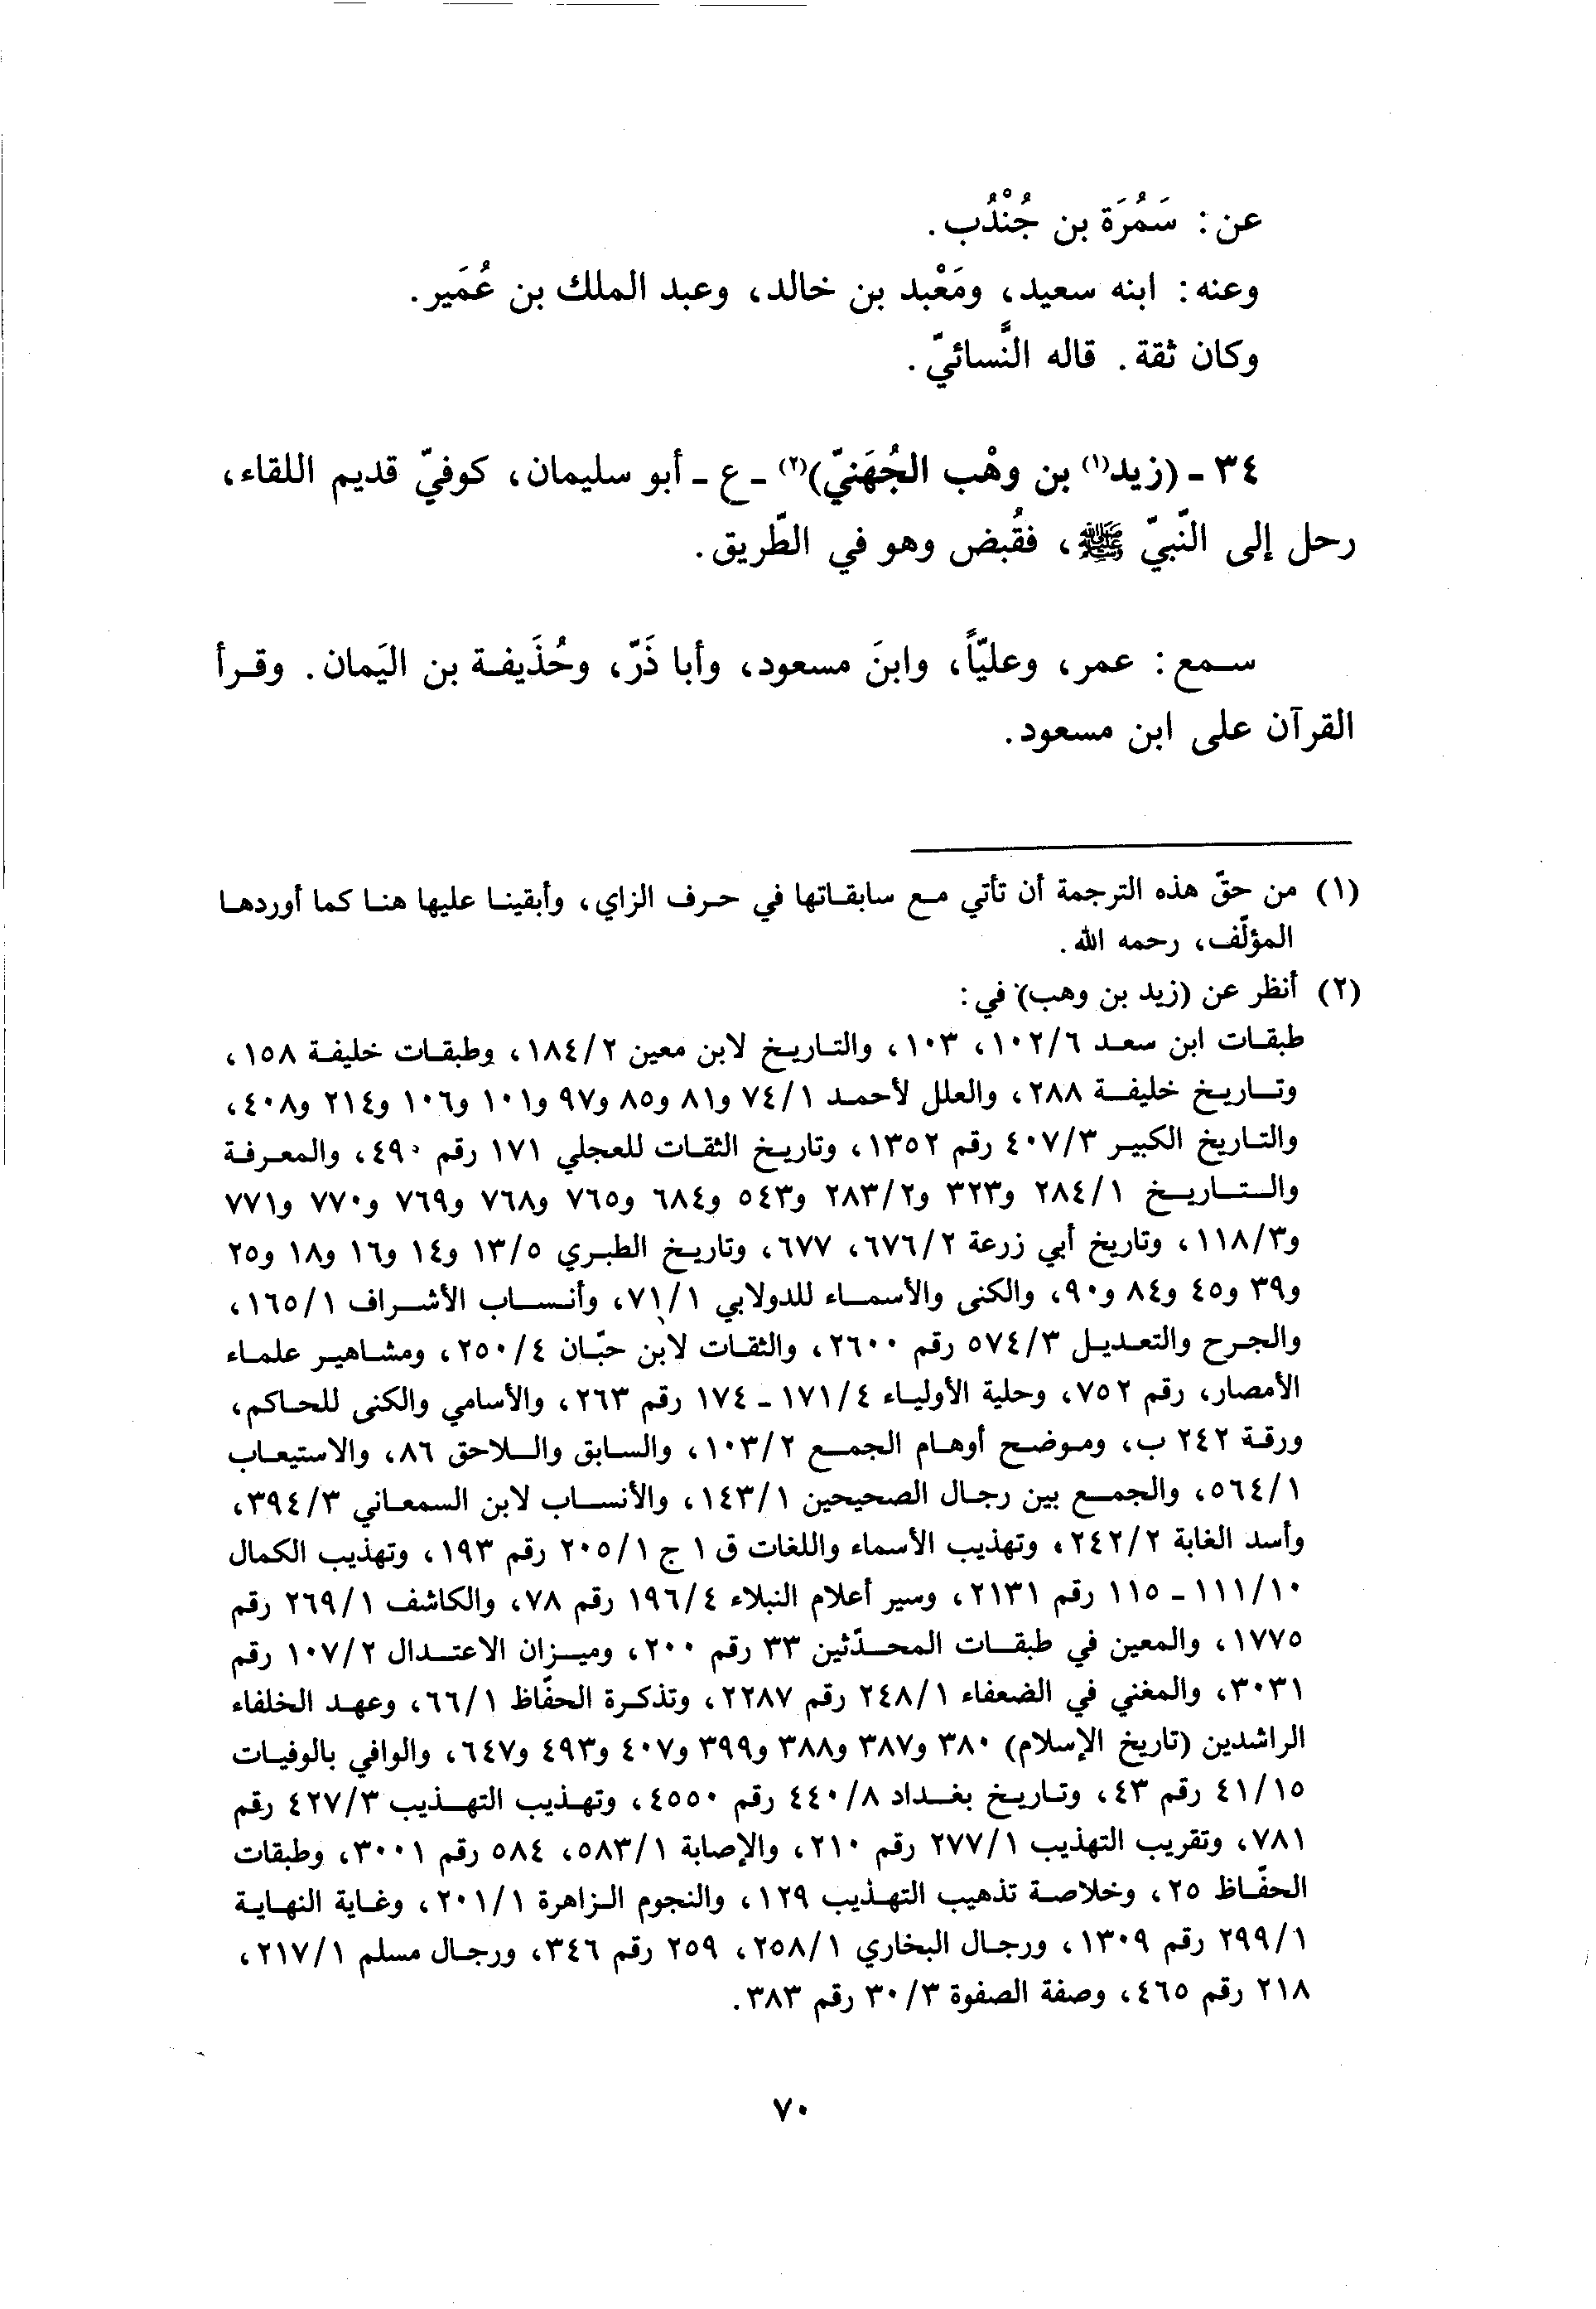 عن: سَمُرَة بن جُنْدُب.
وعنه: ابنه سعيد، ومَعْبد بن خالد، وعبد الملك بن عُمَير.
وكان ثقة. قاله النَّسائيّ.
٣٤ - (زيد(١) بن وهْب الجُهَنيّ)(٢) - ع - أبو سليمان، كوفيّ قديم اللقاء،
رحل إلى النّبيّ ﷺ، فقُبض وهو في الطّريق.
سمع: عمر، وعليّاً، وابنَ مسعود، وأبا ذَرّ، وحُذَيفة بن اليَمان. وقرأ
القرآن على ابن مسعود.
(١) من حقّ هذه الترجمة أن تأتي مع سابقاتها في حرف الزاي، وأبقينا عليها هنا كما أوردها
المؤلّف، رحمه الله.
(٢) أنظر عن (زيد بن وهب) في:
طبقات ابن سعد ١٠٢/٦، ١٠٣، والتاريخ لابن معين ١٨٤/٢، وطبقات خليفة ١٥٨،
وتاريخ خليفة ٢٨٨، والعلل لأحمد ٧٤/١ و٨١ و٨٥ و٩٧ و١٠١ و١٠٦ و٢١٤ و٤٠٨،
والتاريخ الكبير ٤٠٧/٣ رقم ١٣٥٢، وتاريخ الثقات للعجلي ١٧١ رقم ٤٩٠، والمعرفة
والتاريخ ٢٨٤/١ و٣٢٣ و٢٨٣/٢ و٥٤٣ و٦٨٤ و٧٦٥ و٧٦٨ و٧٦٩ و٧٧٠ و٧٧١
و١١٨/٣، وتاريخ أبي زرعة ٦٧٦/٢، ٦٧٧، وتاريخ الطبري ١٣/٥ و١٤ و١٦ و١٨ و٢٥
و٣٩ و٤٥ و٨٤ و٩٠، والكنى والأسماء للدولابي ٧١/١، وأنساب الأشراف ١٦٥/١،
والجرح والتعديل ٥٧٤/٣ رقم ٢٦٠٠، والثقات لابن حبّان ٢٥٠/٤، ومشاهير علماء
الأمصار، رقم ٧٥٢، وحلية الأولياء ١٧١/٤ - ١٧٤ رقم ٢٦٣، والأسامي والكنى للحاكم،
ورقة ٢٤٢ ب، وموضح أوهام الجمع ١٠٣/٢، والسابق واللاحق ٨٦، والاستيعاب
٥٦٤/١، والجمع بين رجال الصحيحين ١٤٣/١، والأنساب لابن السمعاني ٣٩٤/٣،
وأسد الغابة ٢٤٢/٢، وتهذيب الأسماء واللغات ق ١ ج ٢٠٥/١ رقم ١٩٣، وتهذيب الكمال
١١١/١٠ - ١١٥ رقم ٢١٣١، وسير أعلام النبلاء ١٩٦/٤ رقم ٧٨، والكاشف ٢٦٩/١ رقم
١٧٧٥، والمعين في طبقات المحدّثين ٣٣ رقم ٢٠٠، وميزان الاعتدال ١٠٧/٢ رقم
٣٠٣١، والمغني في الضعفاء ٢٤٨/١ رقم ٢٢٨٧، وتذكرة الحفّاظ ٦٦/١، وعهد الخلفاء
الراشدين (تاريخ الإسلام) ٣٨٠ و٣٨٧ و٣٨٨ و٣٩٩ و٤٠٧ و٤٩٣ و٦٤٧، والوافي بالوفيات
٤١/١٥ رقم ٤٣، وتاريخ بغداد ٤٤٠/٨ رقم ٤٥٥٠، وتهذيب التهذيب ٤٢٧/٣ رقم
٧٨١، وتقريب التهذيب ٢٧٧/١ رقم ٢١٠، والإصابة ٥٨٣/١، ٥٨٤ رقم ٣٠٠١، وطبقات
الحفّاظ ٢٥، وخلاصة تذهيب التهذيب ١٢٩، والنجوم الزاهرة ٢٠١/١، وغاية النهاية
٢٩٩/١ رقم ١٣٠٩، ورجال البخاري ٢٥٨/١، ٢٥٩ رقم ٣٤٦، ورجال مسلم ٢١٧/١،
٢١٨ رقم ٤٦٥، وصفة الصفوة ٣٠/٣ رقم ٣٨٣.
٧٠